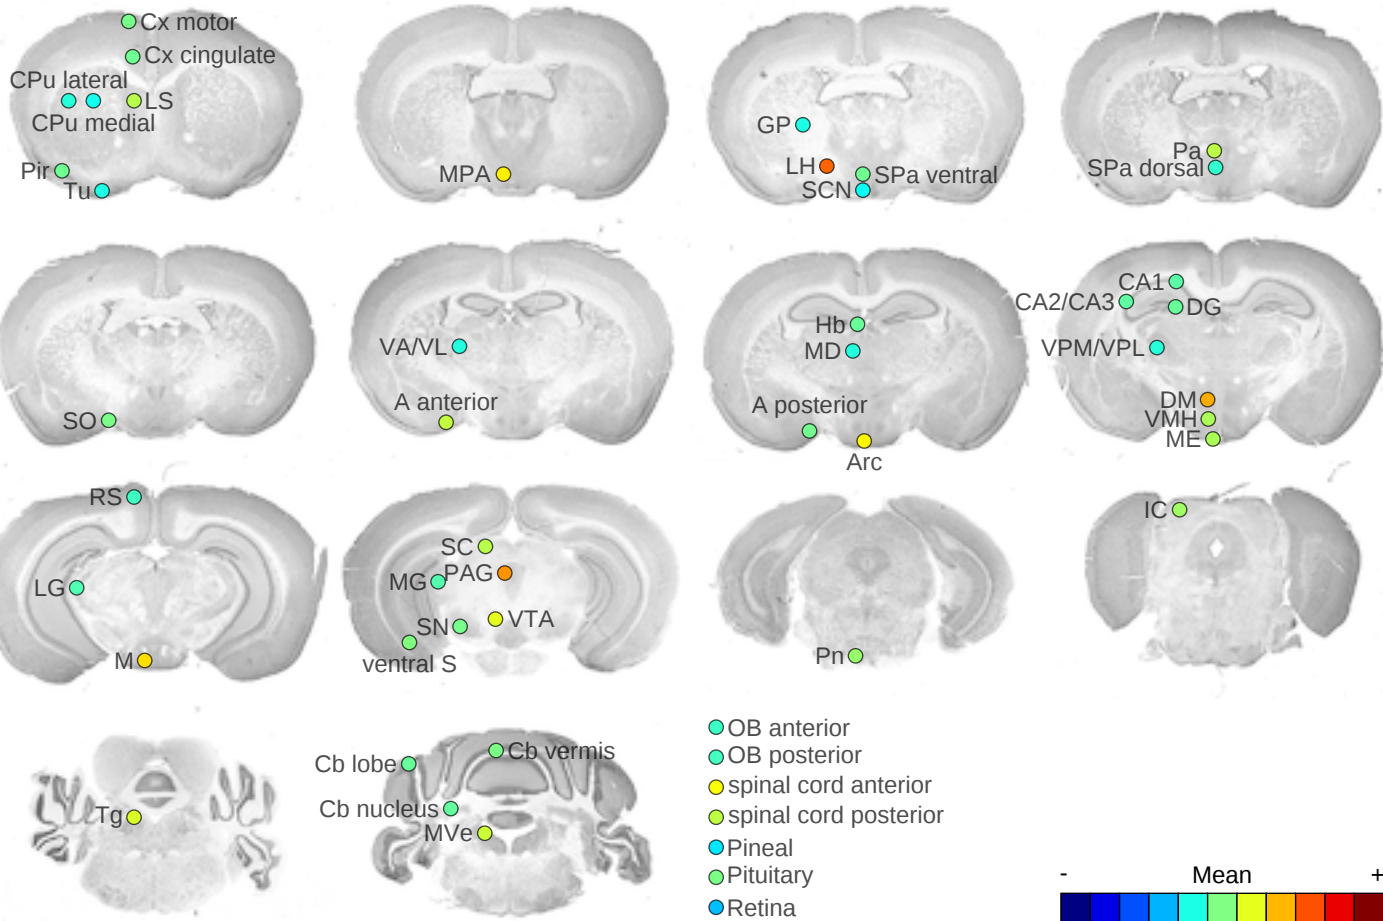 Cx motor
Cx cingulate
CPu lateral
LS
CPu medial
Pir
Tu
MPA
GP
LH
SPa ventral
SCN
Pa
SPa dorsal
SO
VA/VL
A anterior
Hb
MD
A posterior
Arc
CA1
CA2/CA3
DG
VPM/VPL
DM
VMH
ME
RS
LG
M
SC
PAG
MG
VTA
SN
ventral S
Pn
IC
Tg
Cb vermis
Cb lobe
Cb nucleus
MVe
OB anterior
OB posterior
spinal cord anterior
spinal cord posterior
Pineal
Pituitary
Retina
- Mean +